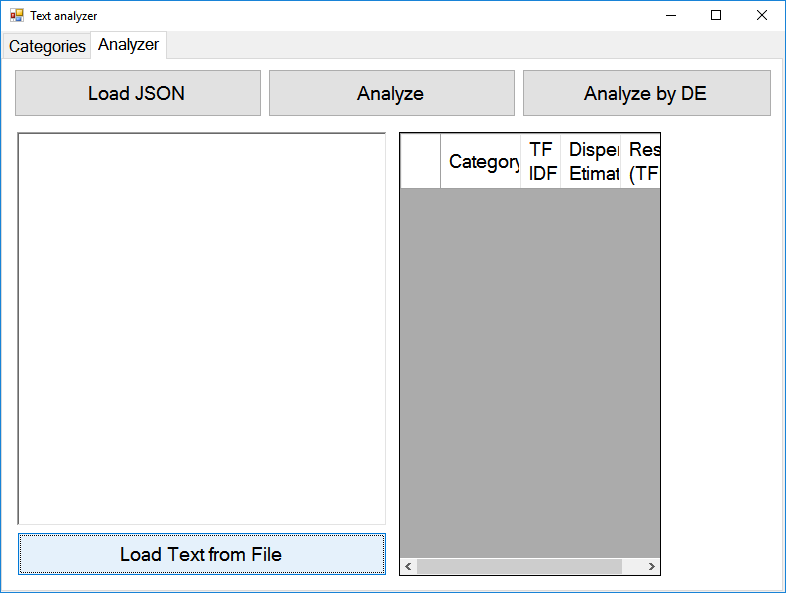 Text analyzer
Categories Analyzer
Load JSON Analyze Analyze by DE
Category TF IDF Disper Etimat Res (TF
Load Text from File